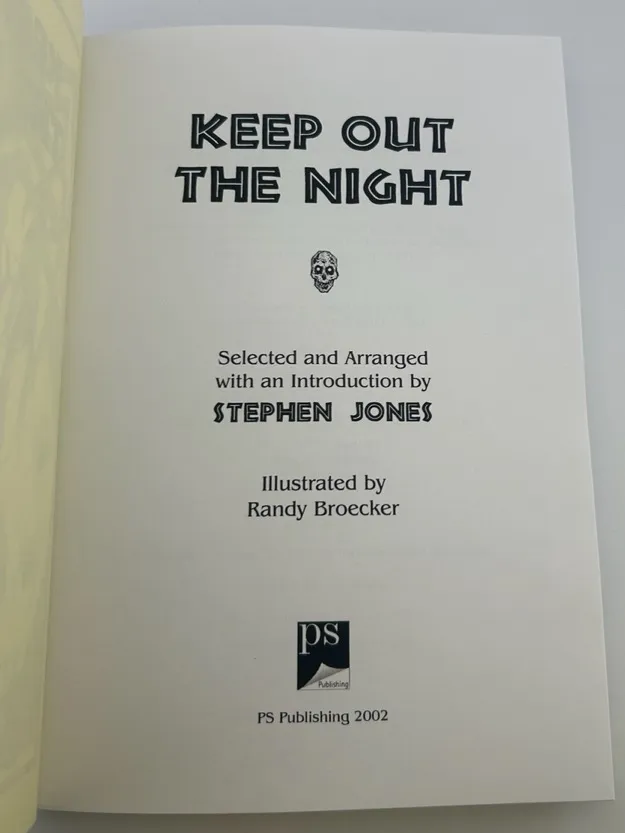 KEEP OUT
THE NIGHT
Selected and Arranged
with an Introduction by
STEPHEN JONES
Illustrated by
Randy Broecker
ps
Publishing
PS Publishing 2002